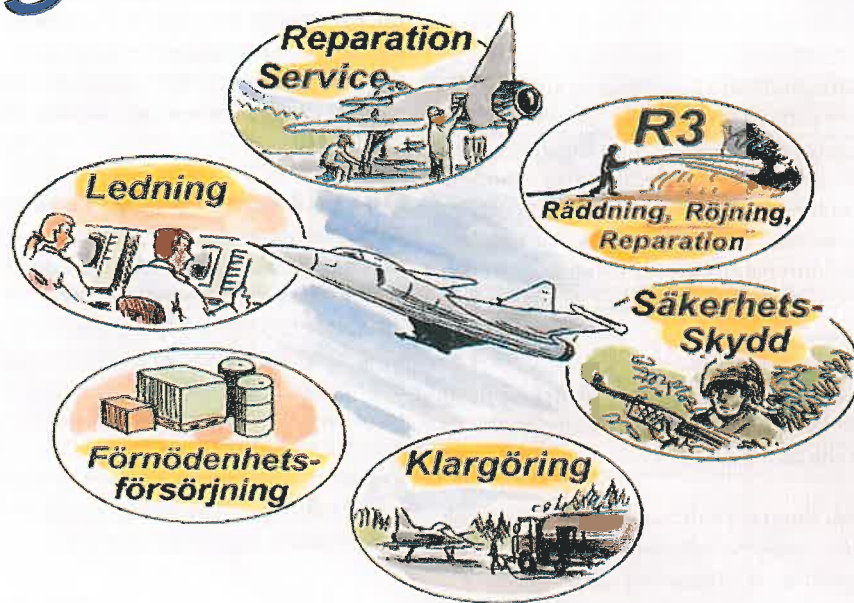 Reparation
Service
R3
Räddning, Röjning,
Reparation
Ledning
Säkerhets-
Skydd
Förnödenhets-
försörjning
Klargöring